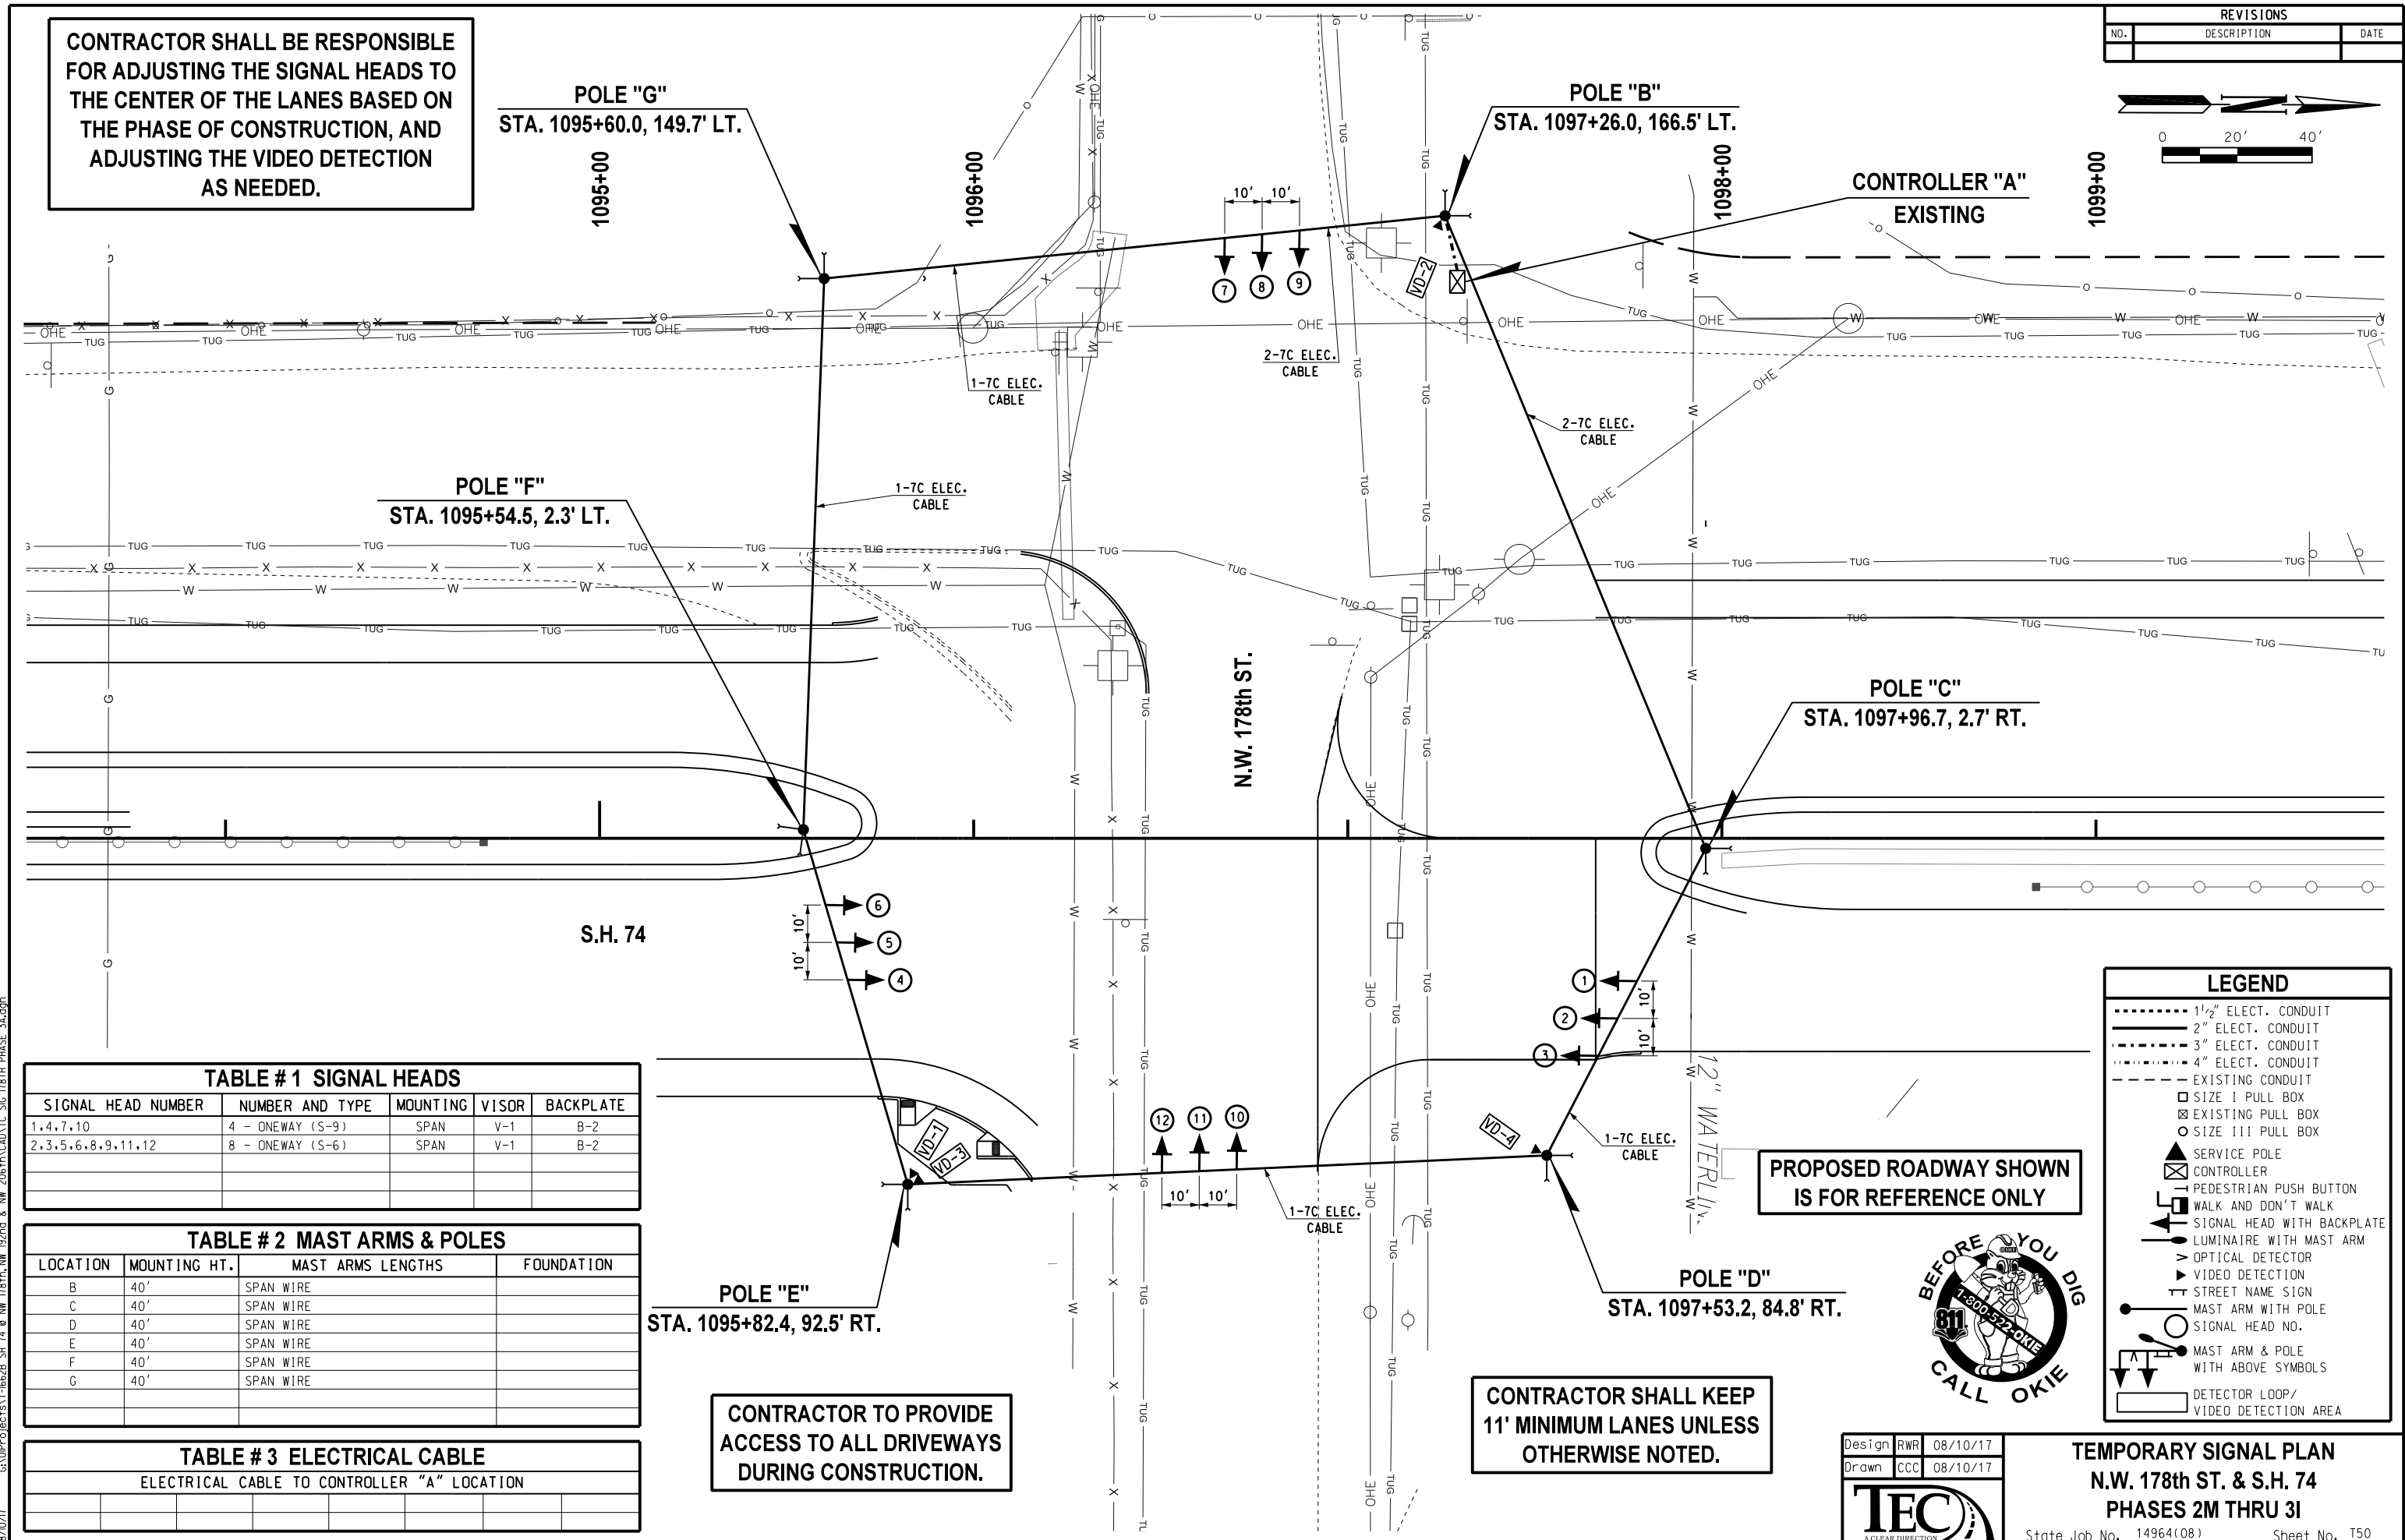 CONTRACTOR SHALL BE RESPONSIBLE
FOR ADJUSTING THE SIGNAL HEADS TO
THE CENTER OF THE LANES BASED ON
THE PHASE OF CONSTRUCTION, AND
ADJUSTING THE VIDEO DETECTION
AS NEEDED.
REVISIONS
NO. DESCRIPTION DATE
0 20' 40'
POLE "G"
STA. 1095+60.0, 149.7' LT.
POLE "B"
STA. 1097+26.0, 166.5' LT.
CONTROLLER "A"
EXISTING
1095+00
1096+00
1098+00
1099+00
10' 10'
7 8 9
VD-2
1-7C ELEC.
CABLE
2-7C ELEC.
CABLE
2-7C ELEC.
CABLE
1-7C ELEC.
CABLE
POLE "F"
STA. 1095+54.5, 2.3' LT.
POLE "C"
STA. 1097+96.7, 2.7' RT.
N.W. 178th ST.
S.H. 74
6
10'
5
10'
4
1
10'
2
10'
3
VD-1
VD-3
VD-4
12 11 10
10' 10'
1-7C ELEC.
CABLE
1-7C ELEC.
CABLE
POLE "E"
STA. 1095+82.4, 92.5' RT.
POLE "D"
STA. 1097+53.2, 84.8' RT.
PROPOSED ROADWAY SHOWN
IS FOR REFERENCE ONLY
TABLE # 1 SIGNAL HEADS
SIGNAL HEAD NUMBER NUMBER AND TYPE MOUNTING VISOR BACKPLATE
1,4,7,10 4 - ONEWAY (S-9) SPAN V-1 B-2
2,3,5,6,8,9,11,12 8 - ONEWAY (S-6) SPAN V-1 B-2
TABLE # 2 MAST ARMS & POLES
LOCATION MOUNTING HT. MAST ARMS LENGTHS FOUNDATION
B 40' SPAN WIRE
C 40' SPAN WIRE
D 40' SPAN WIRE
E 40' SPAN WIRE
F 40' SPAN WIRE
G 40' SPAN WIRE
TABLE # 3 ELECTRICAL CABLE
ELECTRICAL CABLE TO CONTROLLER "A" LOCATION
CONTRACTOR TO PROVIDE
ACCESS TO ALL DRIVEWAYS
DURING CONSTRUCTION.
CONTRACTOR SHALL KEEP
11' MINIMUM LANES UNLESS
OTHERWISE NOTED.
LEGEND
1 1/2" ELECT. CONDUIT
2" ELECT. CONDUIT
3" ELECT. CONDUIT
4" ELECT. CONDUIT
EXISTING CONDUIT
SIZE I PULL BOX
EXISTING PULL BOX
SIZE III PULL BOX
SERVICE POLE
CONTROLLER
PEDESTRIAN PUSH BUTTON
WALK AND DON'T WALK
SIGNAL HEAD WITH BACKPLATE
LUMINAIRE WITH MAST ARM
OPTICAL DETECTOR
VIDEO DETECTION
STREET NAME SIGN
MAST ARM WITH POLE
SIGNAL HEAD NO.
MAST ARM & POLE
WITH ABOVE SYMBOLS
DETECTOR LOOP/
VIDEO DETECTION AREA
BEFORE YOU DIG
OKIE
1-800-522-OKIE
811
CALL OKIE
Design RWR 08/10/17
Drawn CCC 08/10/17
TEC
A CLEAR DIRECTION
TEMPORARY SIGNAL PLAN
N.W. 178th ST. & S.H. 74
PHASES 2M THRU 3I
State Job No. 14964(08) Sheet No. T50